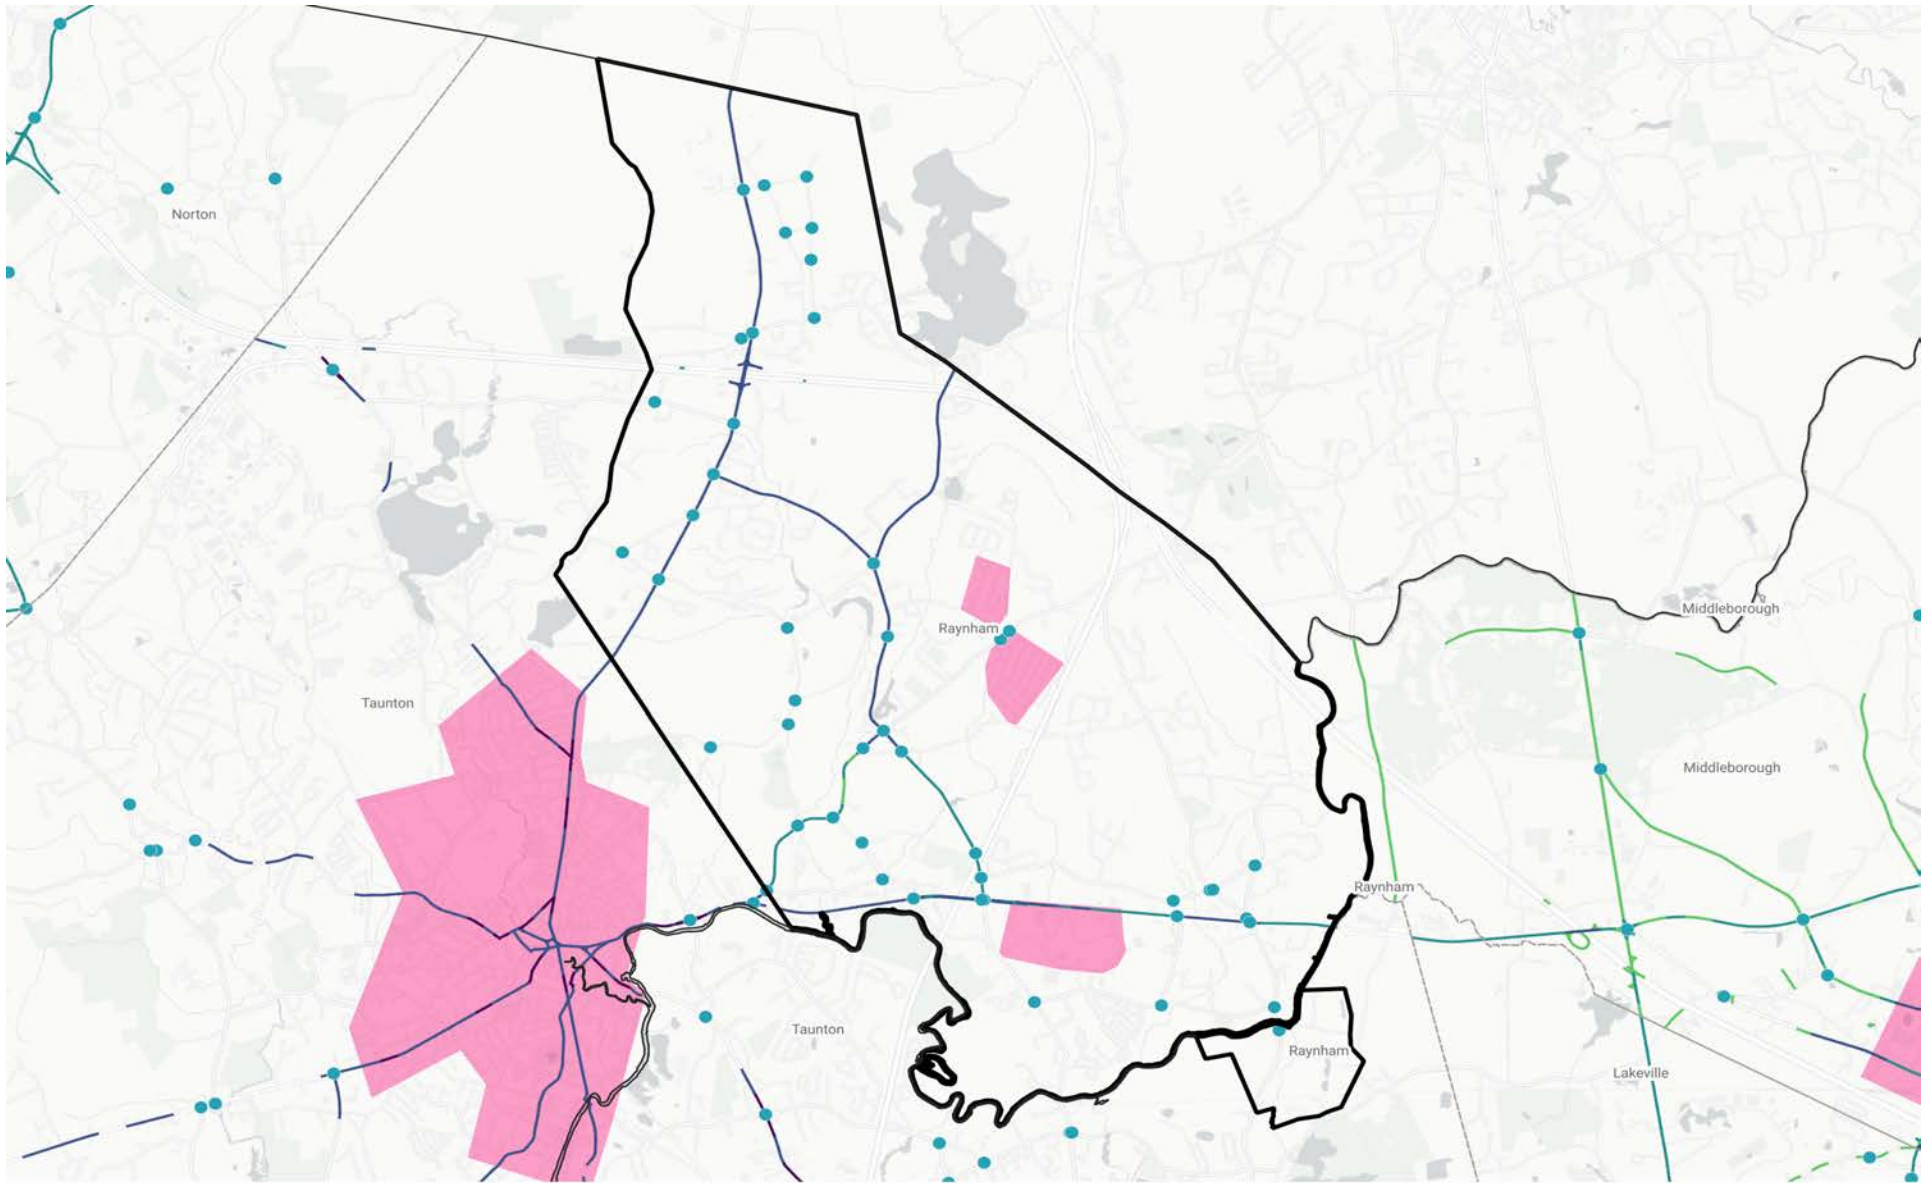 Norton
Middleborough
Raynham
Taunton
Middleborough
Raynham
Taunton
Raynham
Lakeville